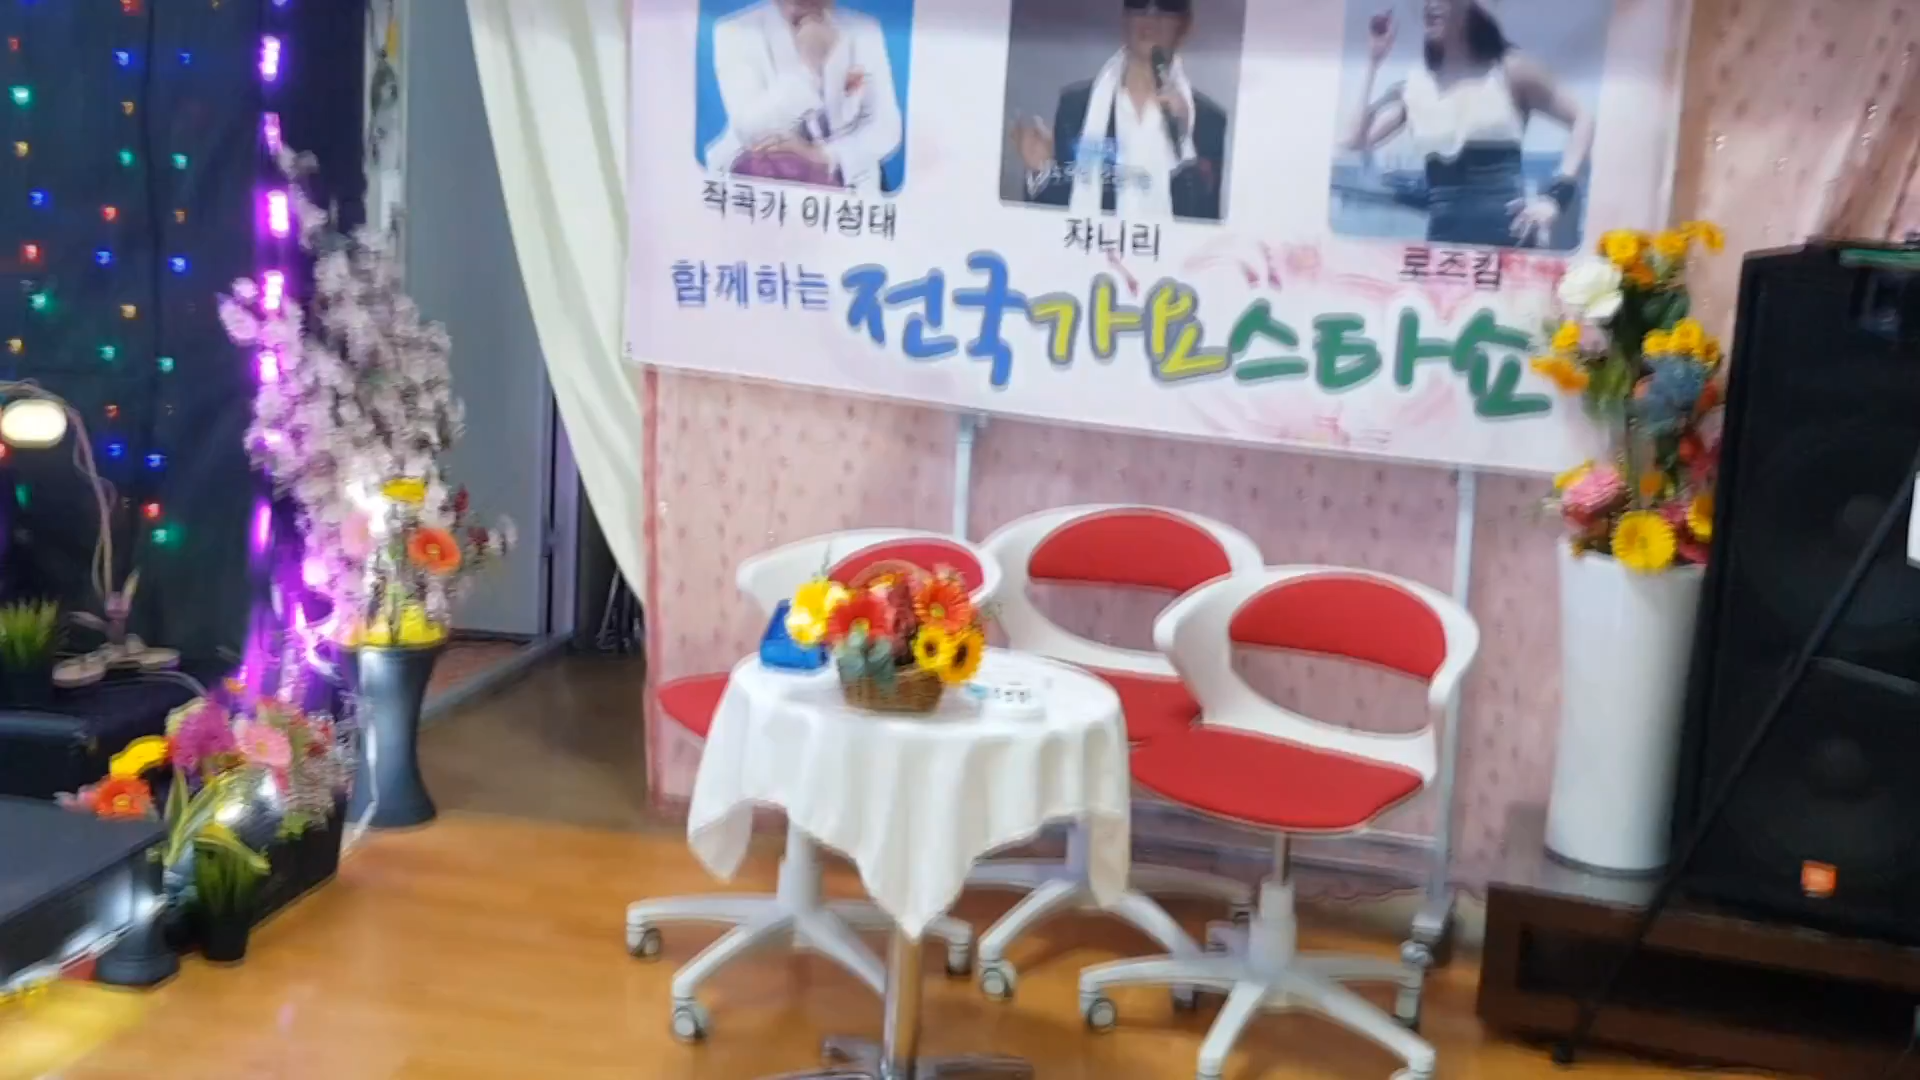 작곡가 이성태
쟈니리
로즈킴
함께하는 전국가요스타쇼